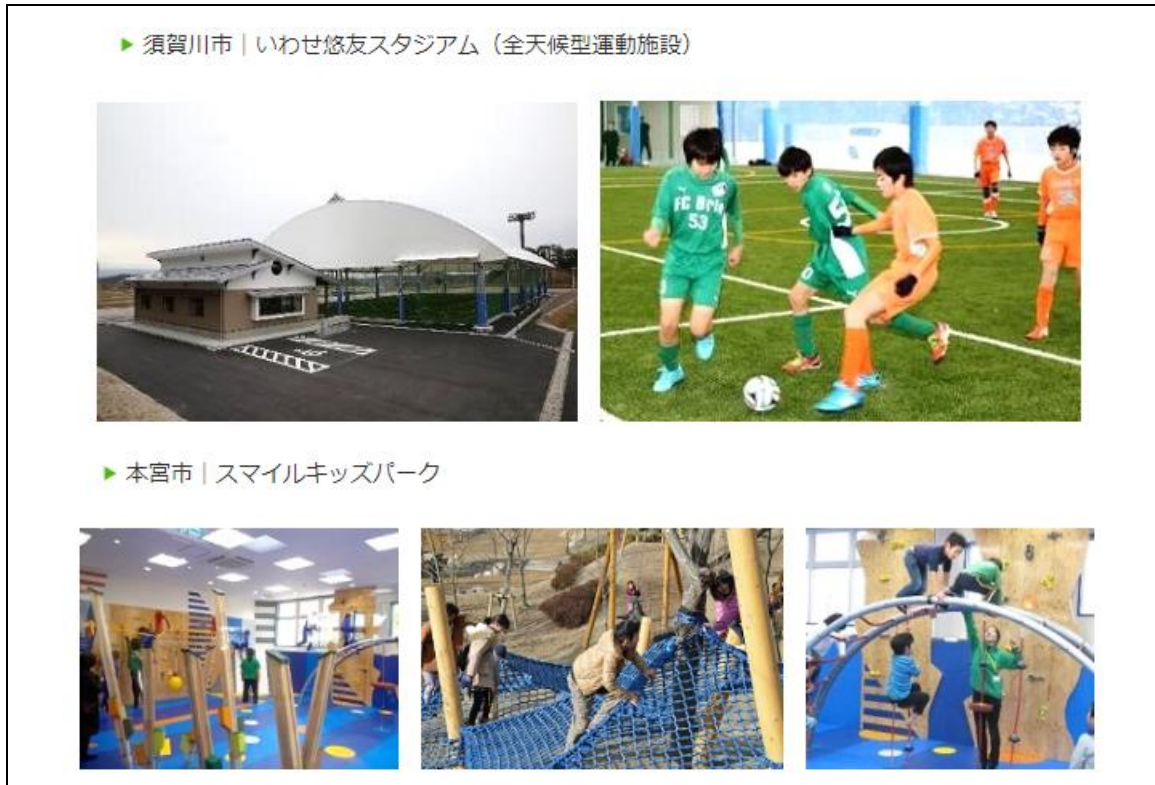 ▶ 須賀川市｜いわせ悠友スタジアム（全天候型運動施設）
53
▶ 本宮市｜スマイルキッズパーク